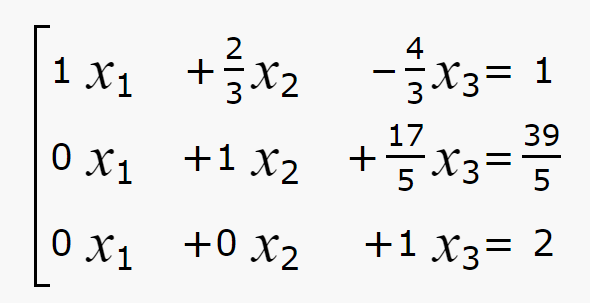 1 x₁ +2/3 x₂ -4/3 x₃= 1
0 x₁ +1 x₂ +17/5 x₃= 39/5
0 x₁ +0 x₂ +1 x₃= 2